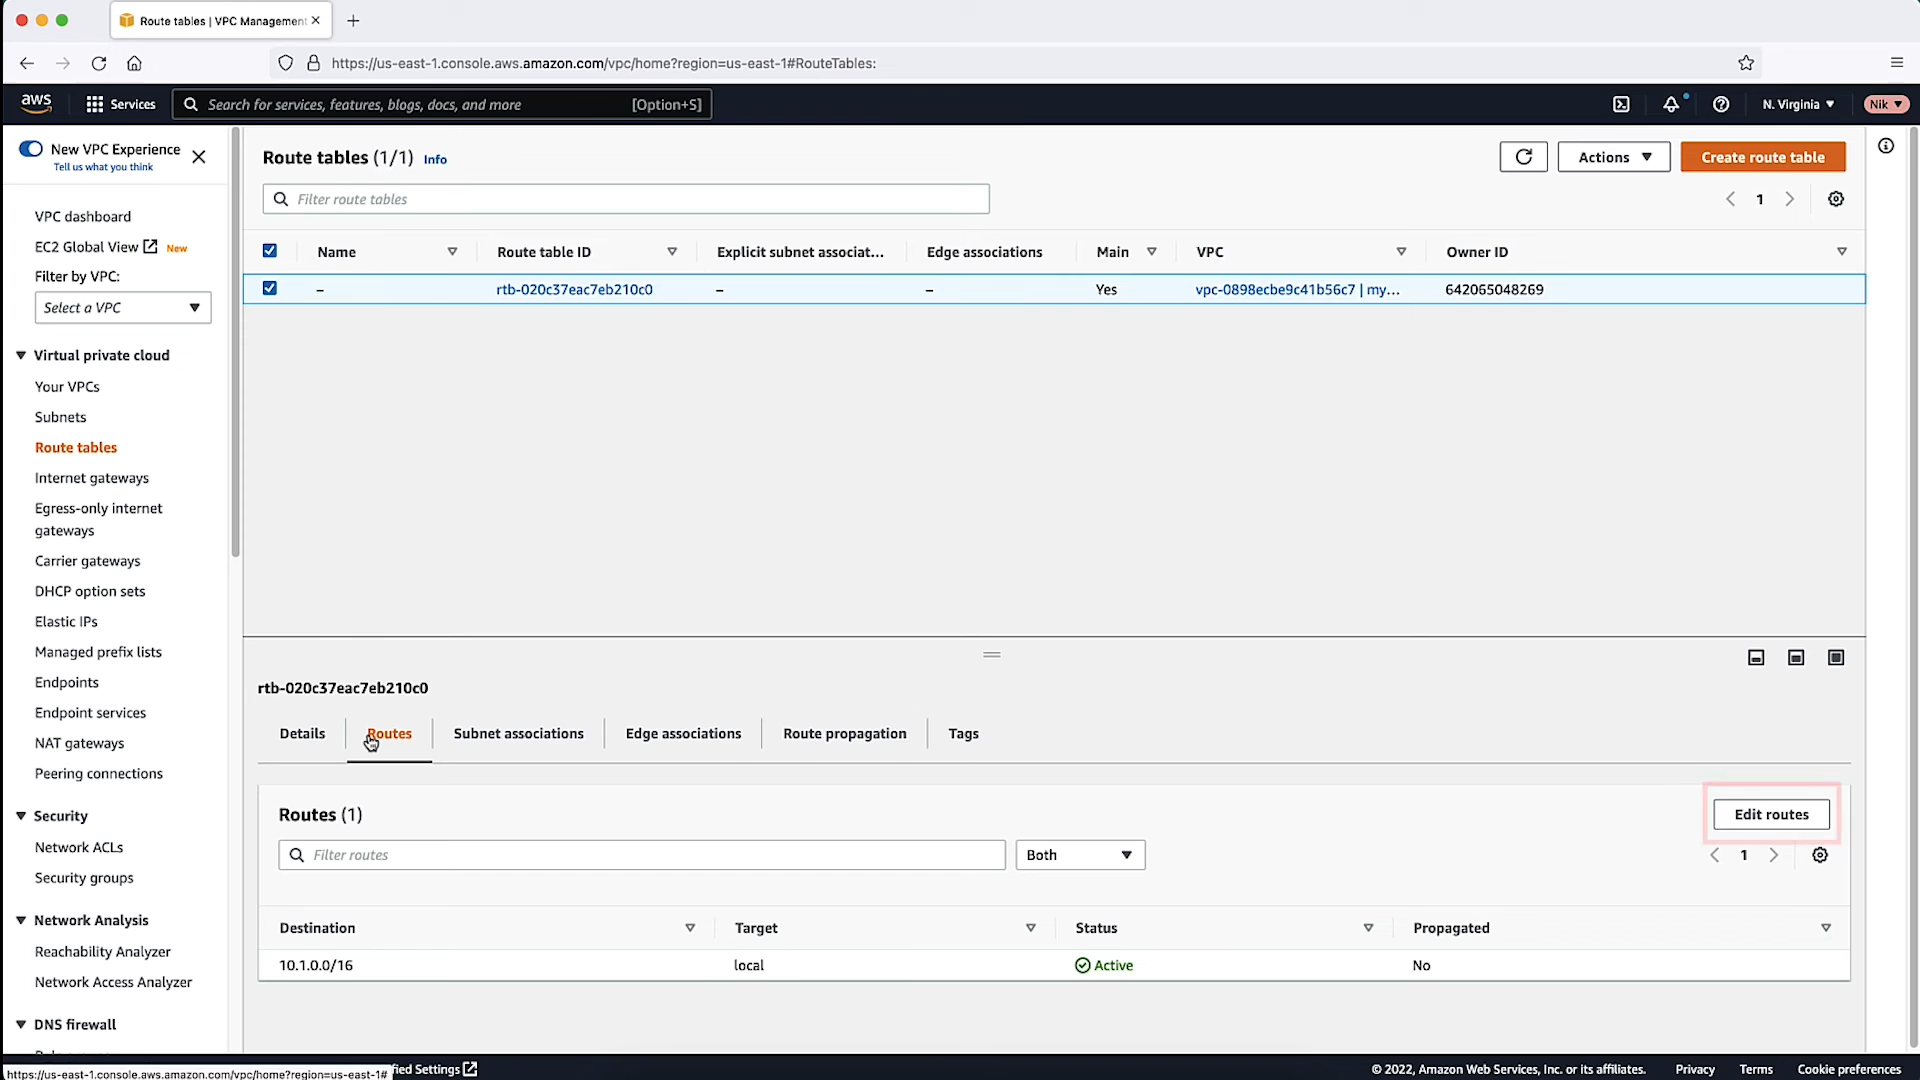 Route tables | VPC Management
https://us-east-1.console.aws.amazon.com/vpc/home?region=us-east-1#RouteTables:
aws
Services
Search for services, features, blogs, docs, and more
[Option+S]
N. Virginia
Nik
New VPC Experience
Tell us what you think
VPC dashboard
EC2 Global View New
Filter by VPC:
Select a VPC
Virtual private cloud
Your VPCs
Subnets
Route tables
Internet gateways
Egress-only internet
gateways
Carrier gateways
DHCP option sets
Elastic IPs
Managed prefix lists
Endpoints
Endpoint services
NAT gateways
Peering connections
Security
Network ACLs
Security groups
Network Analysis
Reachability Analyzer
Network Access Analyzer
DNS firewall
Route tables (1/1) Info
Actions
Create route table
Filter route tables
1
Name Route table ID Explicit subnet associat... Edge associations Main VPC Owner ID
– rtb-020c37eac7eb210c0 – – Yes vpc-0898ecbe9c41b56c7 | my... 642065048269
rtb-020c37eac7eb210c0
Details Routes Subnet associations Edge associations Route propagation Tags
Routes (1)
Edit routes
Filter routes
Both
1
Destination Target Status Propagated
10.1.0.0/16 local Active No
https://us-east-1.console.aws.amazon.com/vpc/home?region=us-east-1#
fied Settings
© 2022, Amazon Web Services, Inc. or its affiliates. Privacy Terms Cookie preferences